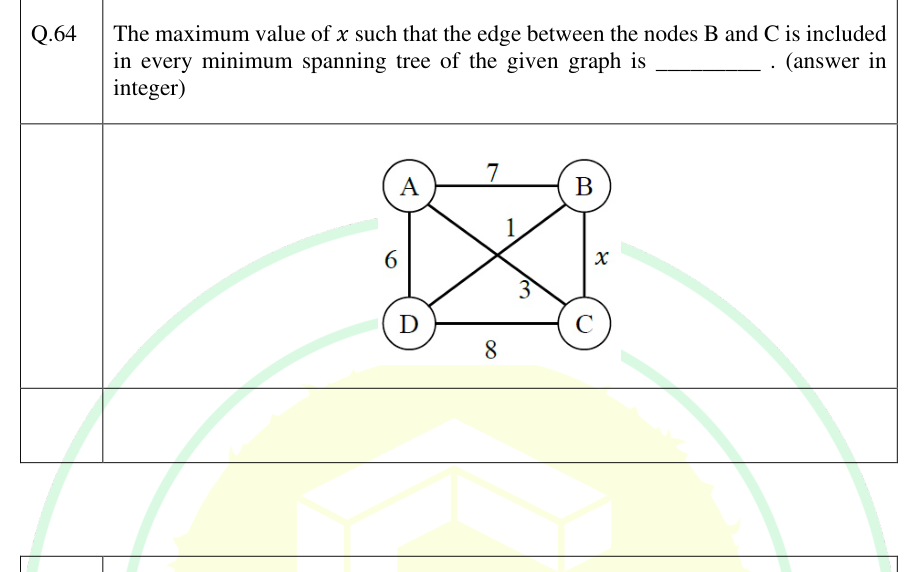 Q.64 The maximum value of x such that the edge between the nodes B and C is included
in every minimum spanning tree of the given graph is _________ . (answer in
integer)
7
A B
1
6 x
3
D C
8